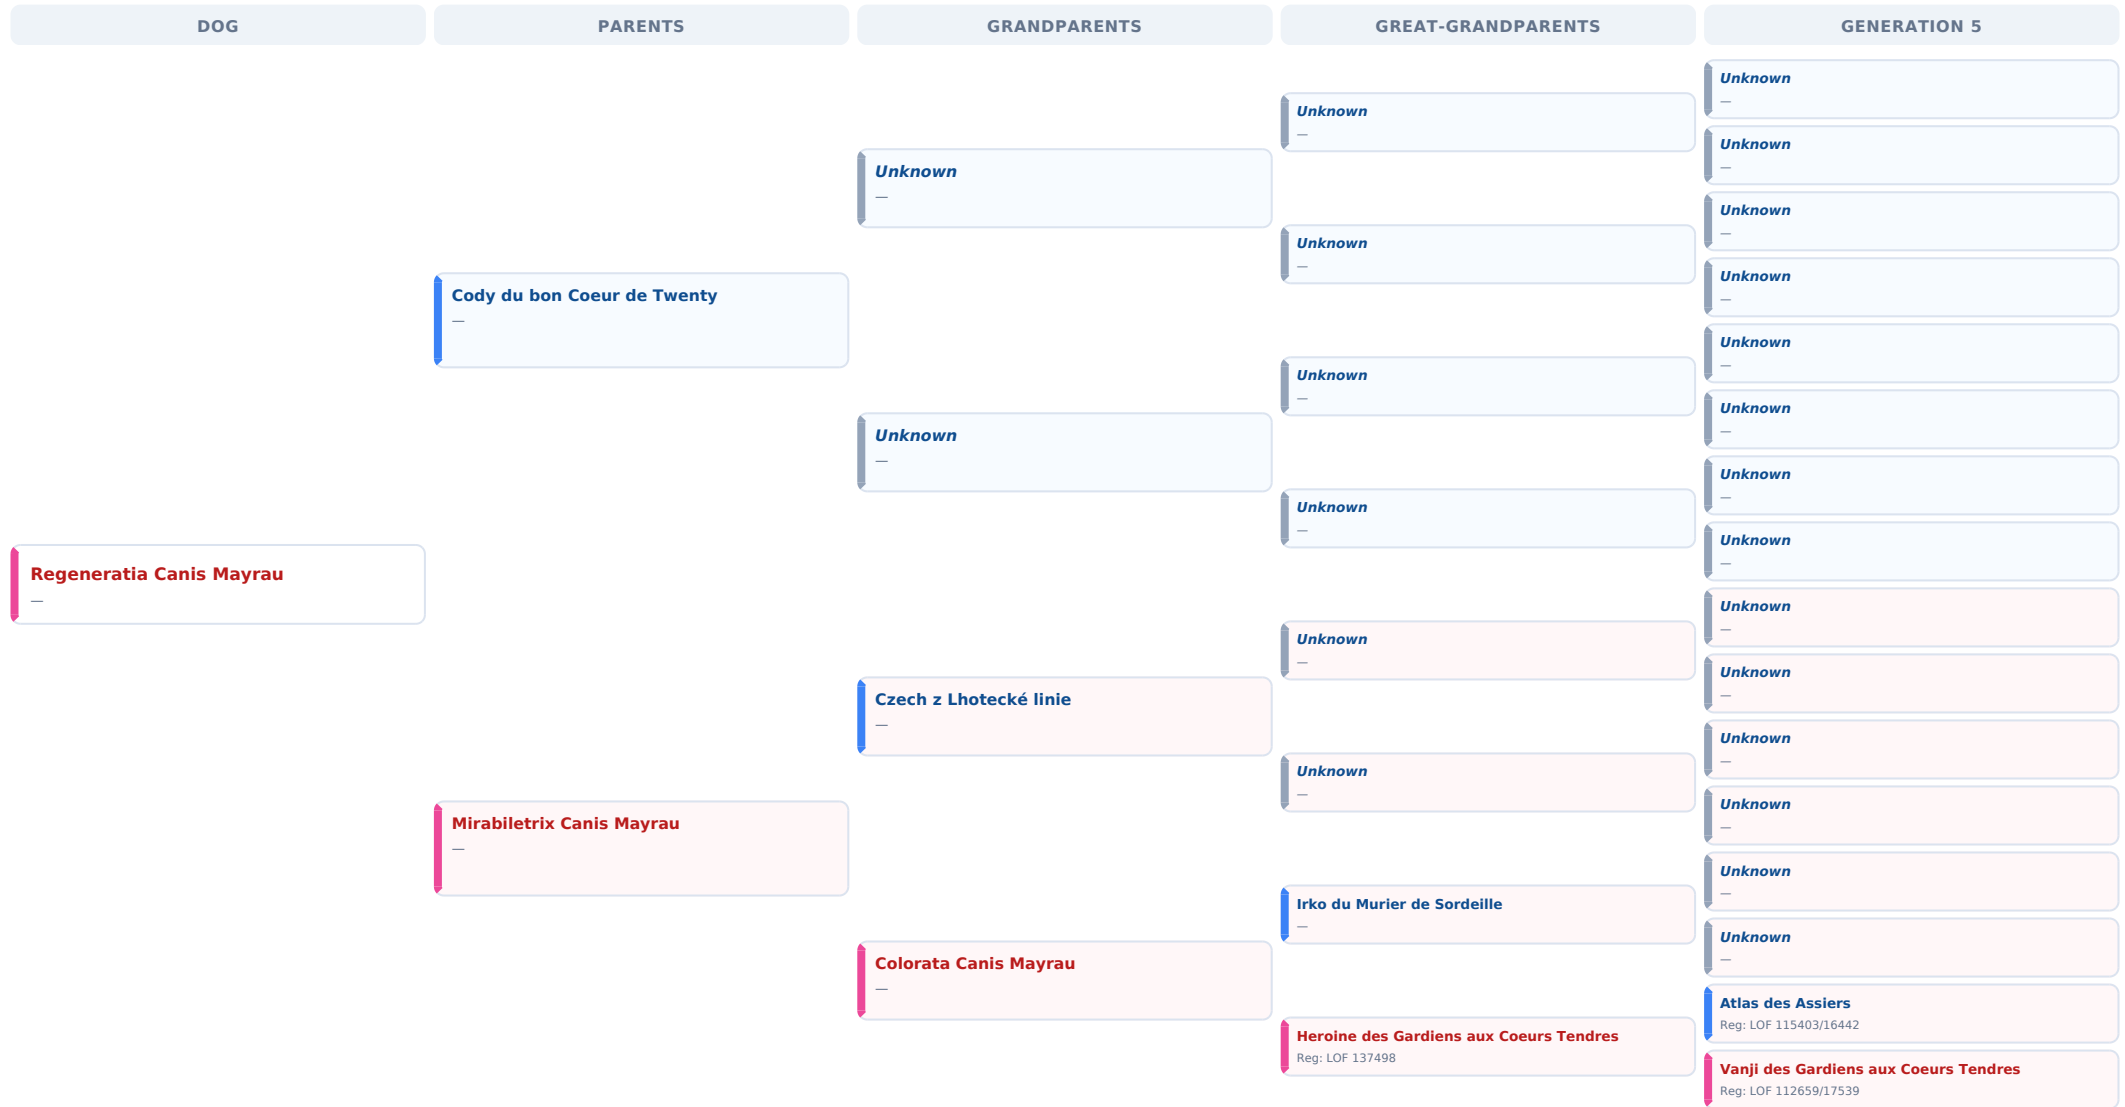 DOG
PARENTS
GRANDPARENTS
GREAT-GRANDPARENTS
GENERATION 5
Regeneratia Canis Mayrau
—
Cody du bon Coeur de Twenty
—
Mirabiletrix Canis Mayrau
—
Unknown
—
Unknown
—
Czech z Lhotecké linie
—
Colorata Canis Mayrau
—
Unknown
—
Unknown
—
Unknown
—
Unknown
—
Unknown
—
Unknown
—
Irko du Murier de Sordeille
—
Heroine des Gardiens aux Coeurs Tendres
Reg: LOF 137498
Unknown
—
Unknown
—
Unknown
—
Unknown
—
Unknown
—
Unknown
—
Unknown
—
Unknown
—
Unknown
—
Unknown
—
Unknown
—
Unknown
—
Unknown
—
Unknown
—
Atlas des Assiers
Reg: LOF 115403/16442
Vanji des Gardiens aux Coeurs Tendres
Reg: LOF 112659/17539